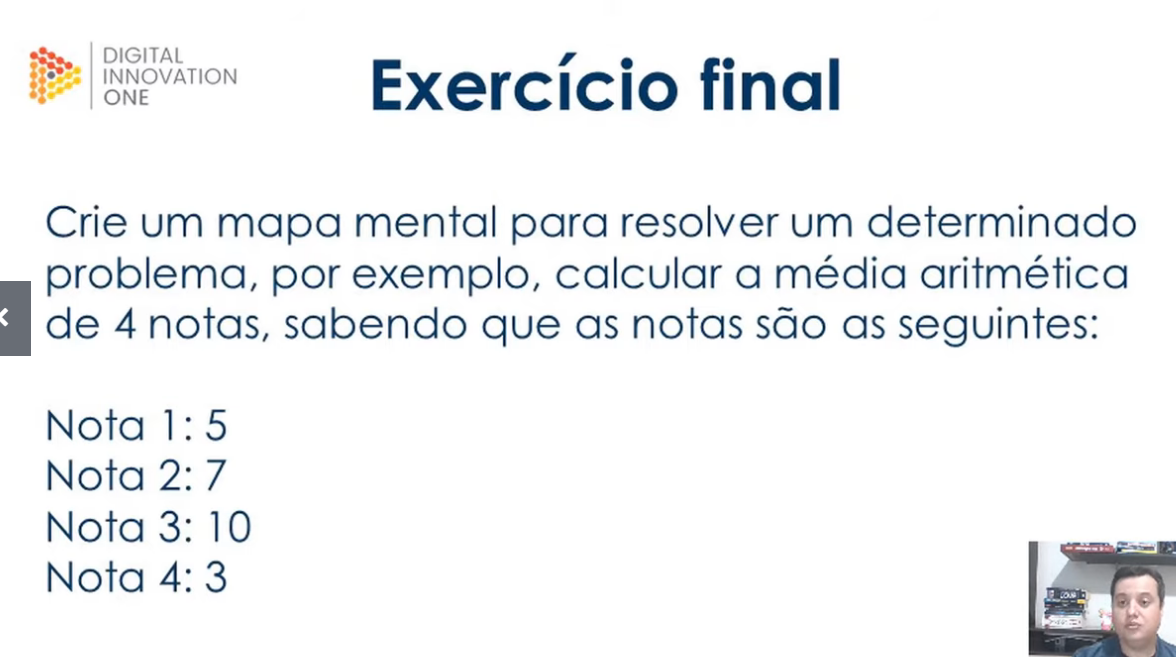 DIGITAL
INNOVATION
ONE
Exercício final
Crie um mapa mental para resolver um determinado
problema, por exemplo, calcular a média aritmética
de 4 notas, sabendo que as notas são as seguintes:
Nota 1: 5
Nota 2: 7
Nota 3: 10
Nota 4: 3